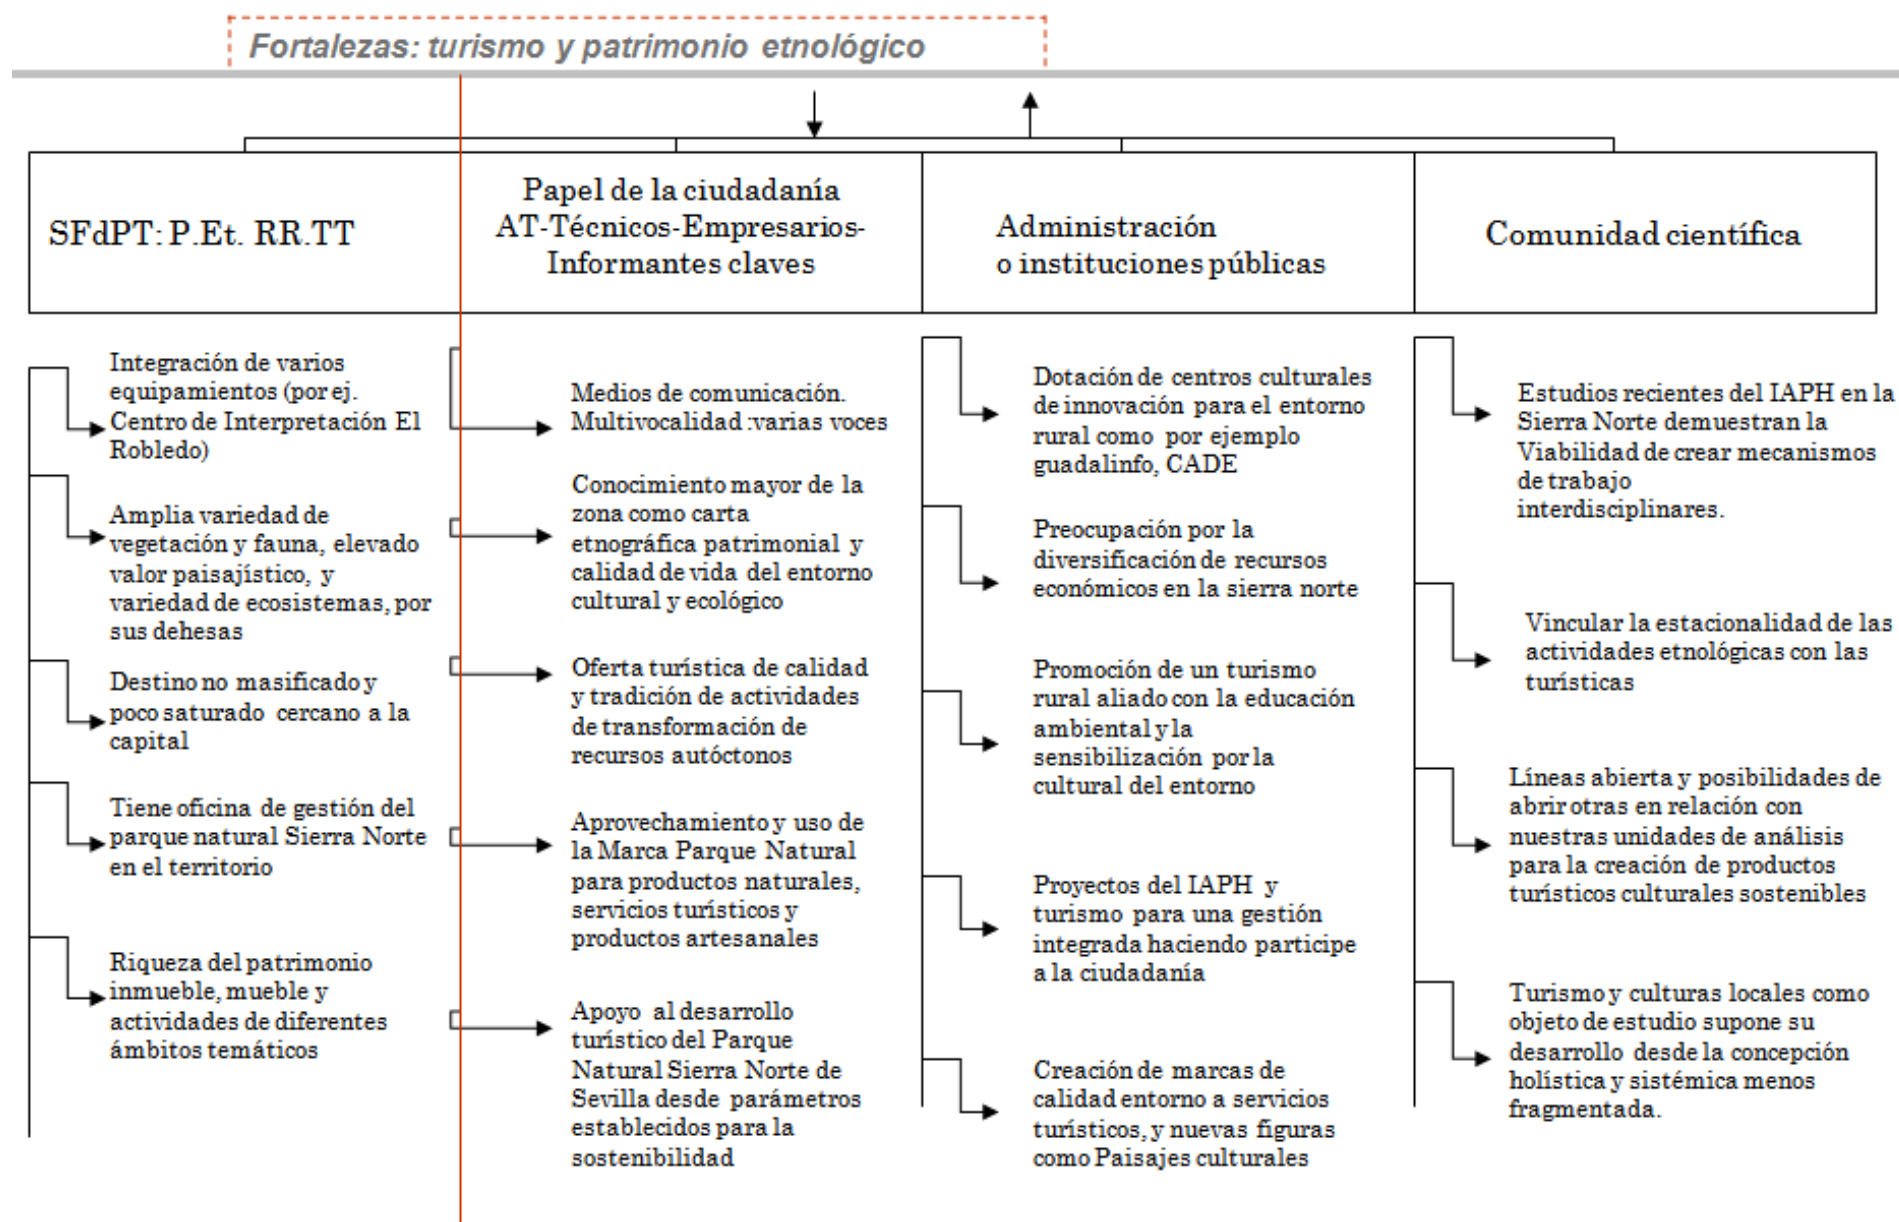 Fortalezas: turismo y patrimonio etnológico
SFdPT: P.Et. RR.TT
Papel de la ciudadanía
AT-Técnicos-Empresarios-
Informantes claves
Administración
o instituciones públicas
Comunidad científica
Integración de varios
equipamientos (por ej.
Centro de Interpretación El
Robledo)
Amplia variedad de
vegetación y fauna, elevado
valor paisajístico, y
variedad de ecosistemas, por
sus dehesas
Destino no masificado y
poco saturado cercano a la
capital
Tiene oficina de gestión del
parque natural Sierra Norte
en el territorio
Riqueza del patrimonio
inmueble, mueble y
actividades de diferentes
ámbitos temáticos
Medios de comunicación.
Multivocalidad :varias voces
Conocimiento mayor de la
zona como carta
etnográfica patrimonial y
calidad de vida del entorno
cultural y ecológico
Oferta turística de calidad
y tradición de actividades
de transformación de
recursos autóctonos
Aprovechamiento y uso de
la Marca Parque Natural
para productos naturales,
servicios turísticos y
productos artesanales
Apoyo al desarrollo
turístico del Parque
Natural Sierra Norte de
Sevilla desde parámetros
establecidos para la
sostenibilidad
Dotación de centros culturales
de innovación para el entorno
rural como por ejemplo
guadalinfo, CADE
Preocupación por la
diversificación de recursos
económicos en la sierra norte
Promoción de un turismo
rural aliado con la educación
ambiental y la
sensibilización por la
cultural del entorno
Proyectos del IAPH y
turismo para una gestión
integrada haciendo participe
a la ciudadanía
Creación de marcas de
calidad entorno a servicios
turísticos, y nuevas figuras
como Paisajes culturales
Estudios recientes del IAPH en la
Sierra Norte demuestran la
Viabilidad de crear mecanismos
de trabajo
interdisciplinares.
Vincular la estacionalidad de las
actividades etnológicas con las
turísticas
Líneas abierta y posibilidades de
abrir otras en relación con
nuestras unidades de análisis
para la creación de productos
turísticos culturales sostenibles
Turismo y culturas locales como
objeto de estudio supone su
desarrollo desde la concepción
holística y sistémica menos
fragmentada.